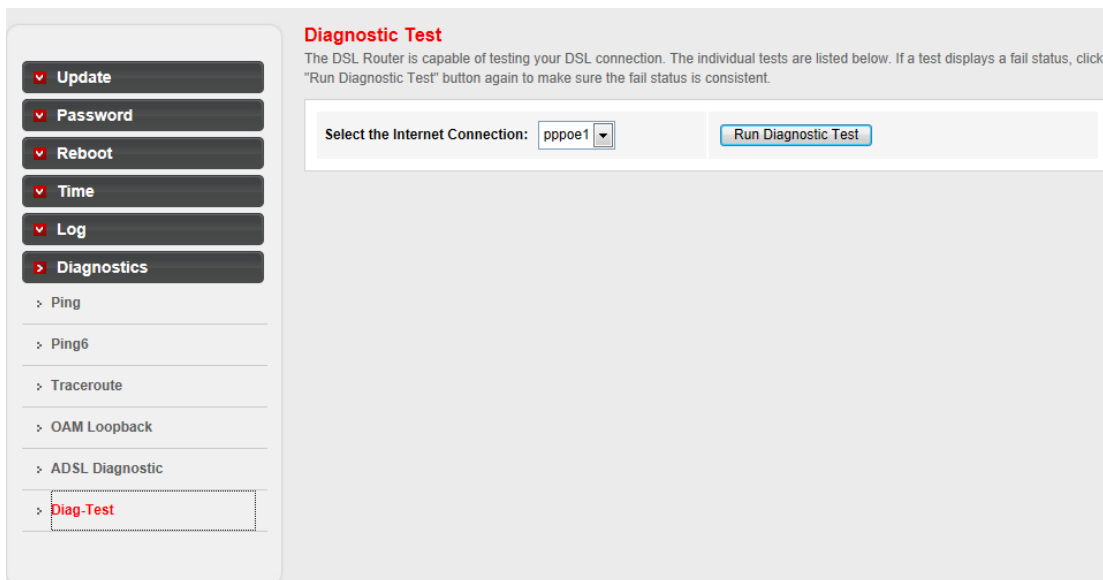 Update
Password
Reboot
Time
Log
Diagnostics
Ping
Ping6
Traceroute
OAM Loopback
ADSL Diagnostic
Diag-Test
Diagnostic Test
The DSL Router is capable of testing your DSL connection. The individual tests are listed below. If a test displays a fail status, click
"Run Diagnostic Test" button again to make sure the fail status is consistent.
Select the Internet Connection: pppoe1 Run Diagnostic Test